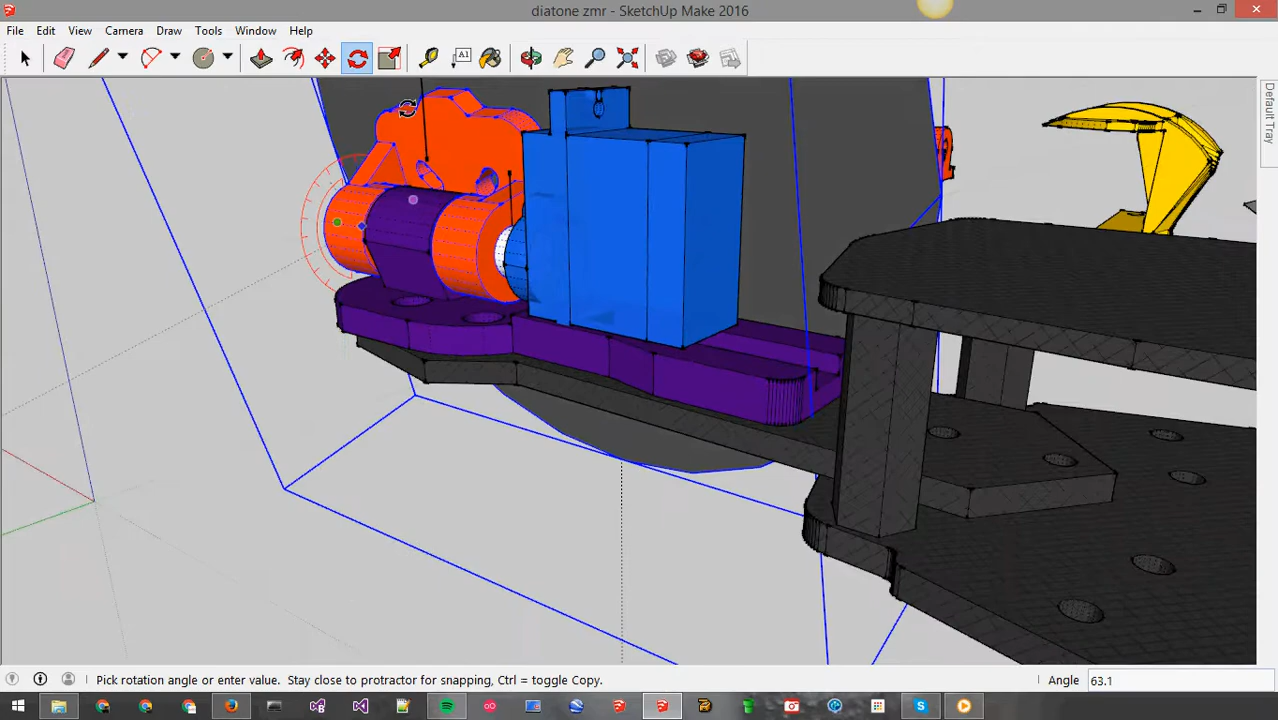 diatone zmr - SketchUp Make 2016
File Edit View Camera Draw Tools Window Help
A1
Default Tray
Pick rotation angle or enter value. Stay close to protractor for snapping, Ctrl = toggle Copy.
Angle 63.1